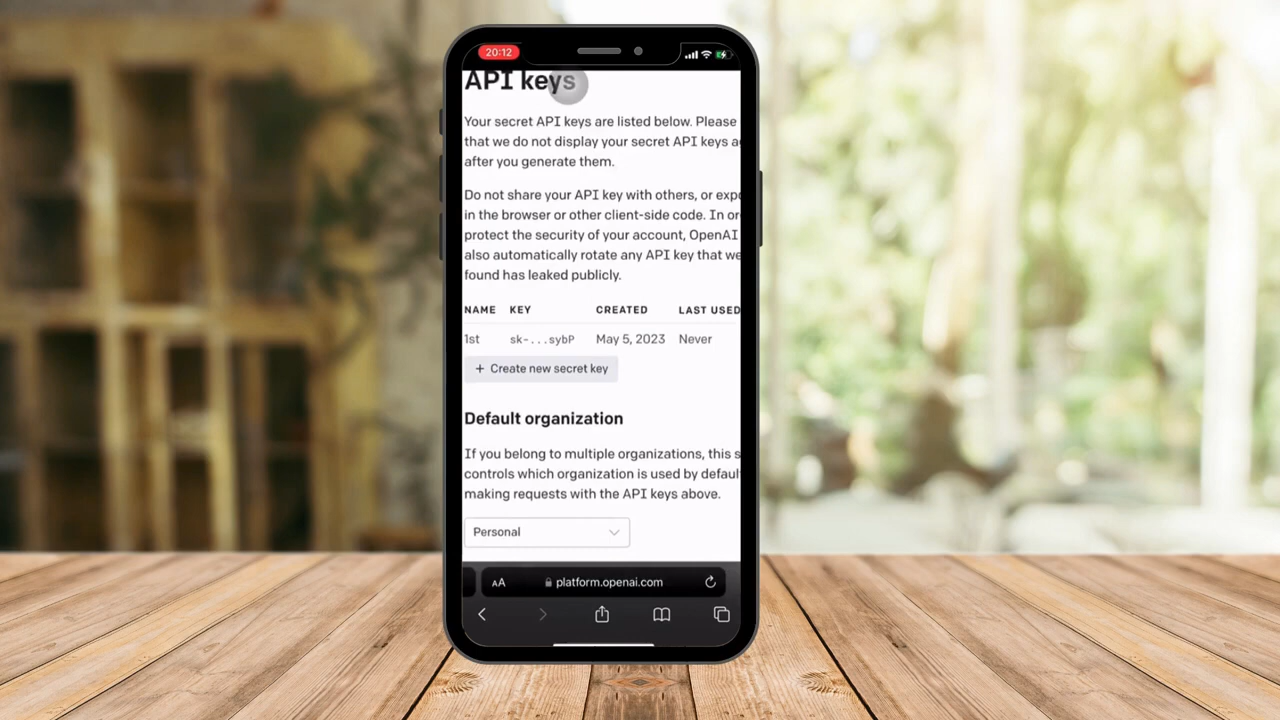 20:12
API keys
Your secret API keys are listed below. Please
that we do not display your secret API keys
after you generate them.
Do not share your API key with others, or
in the browser or other client-side code. In
protect the security of your account, OpenAI
also automatically rotate any API key that we
found has leaked publicly.
NAME KEY CREATED LAST USED
1st sk-...sybP May 5, 2023 Never
+ Create new secret key
Default organization
If you belong to multiple organizations, this
controls which organization is used by
making requests with the API keys above.
Personal
AA platform.openai.com